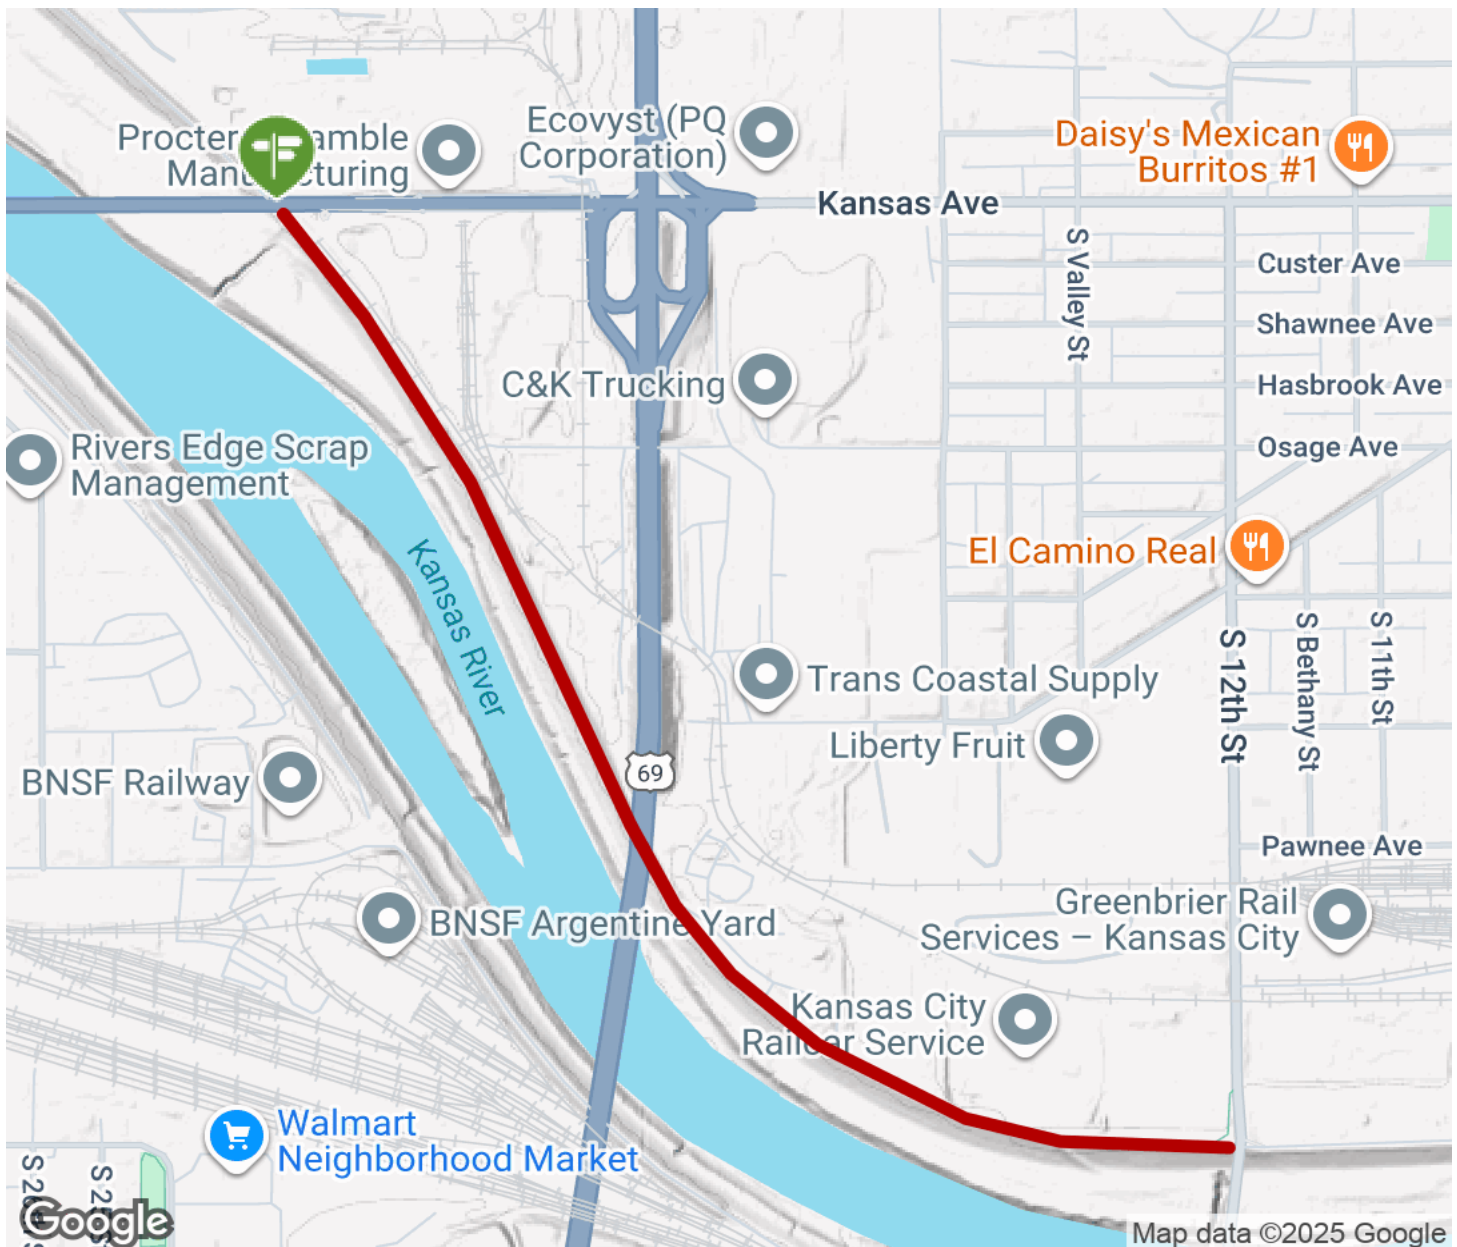 Procter
amble
Manu
cturing
Ecovyst (PQ
Corporation)
Daisy's Mexican
Burritos #1
Kansas Ave
S Valley St
Custer Ave
Shawnee Ave
Hasbrook Ave
Osage Ave
C&K Trucking
Rivers Edge Scrap
Management
Kansas River
El Camino Real
S 12th St
S Bethany St
S 11th St
Trans Coastal Supply
Liberty Fruit
69
BNSF Railway
Pawnee Ave
BNSF Argentine Yard
Greenbrier Rail
Services – Kansas City
Kansas City
Railcar Service
Walmart
Neighborhood Market
Google
Map data ©2025 Google